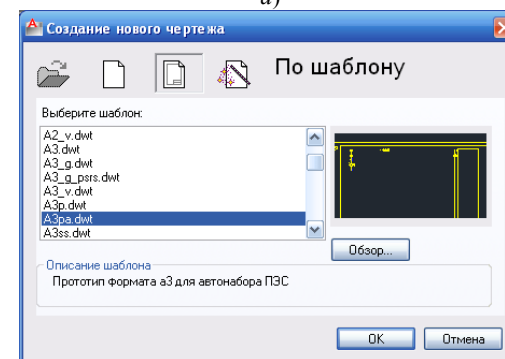 а)
Создание нового чертежа
По шаблону
Выберите шаблон:
A2_v.dwt
A3.dwt
A3_g.dwt
A3_g_psrs.dwt
A3_v.dwt
A3p.dwt
A3pa.dwt
A3ss.dwt
Обзор...
Описание шаблона
Прототип формата а3 для автонабора ПЭС
OK
Отмена